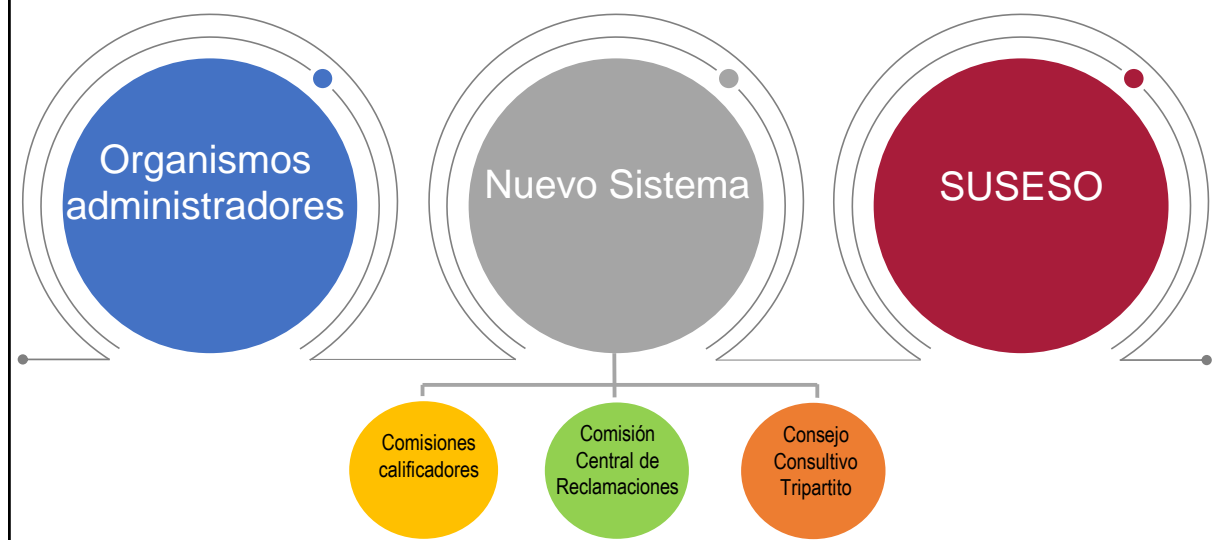 Organismos
administradores
Nuevo Sistema
SUSESO
Comisiones
calificadores
Comisión
Central de
Reclamaciones
Consejo
Consultivo
Tripartito